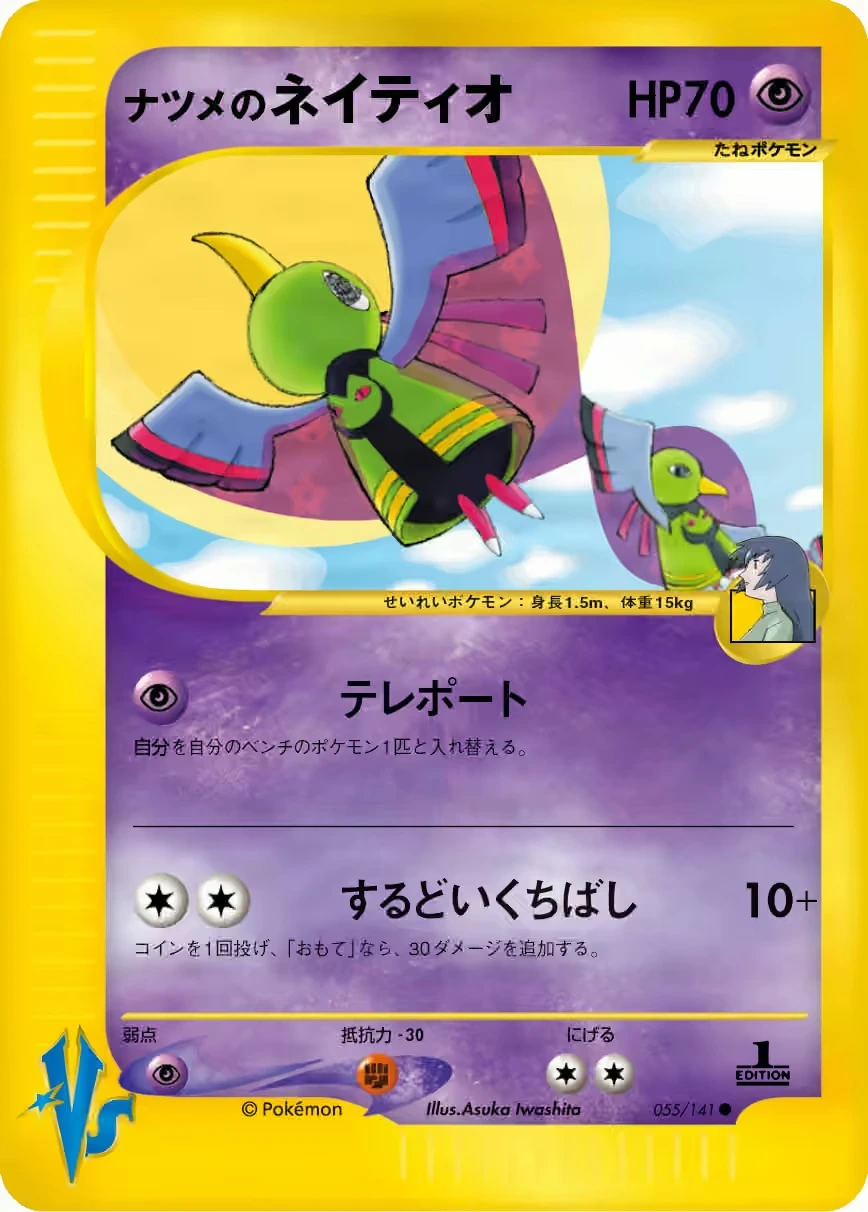 ナツメのネイティオ HP70
たねポケモン
せいれいポケモン：身長1.5m、体重15kg
テレポート
自分を自分のベンチのポケモン1匹と入れ替える。
するどいくちばし 10+
コインを1回投げ、「おもて」なら、30ダメージを追加する。
弱点 抵抗力 -30 にげる
1
EDITION
VS
© Pokémon Illus.Asuka Iwashita 055/141●